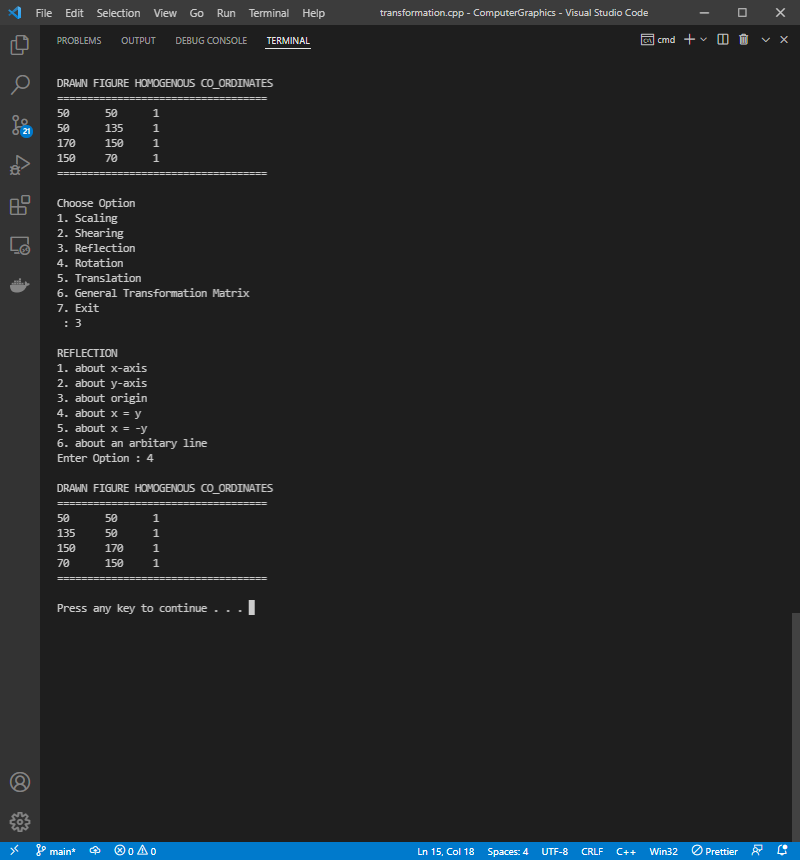 File Edit Selection View Go Run Terminal Help transformation.cpp - ComputerGraphics - Visual Studio Code
PROBLEMS OUTPUT DEBUG CONSOLE TERMINAL cmd
21
DRAWN FIGURE HOMOGENOUS CO_ORDINATES
===================================
50 50 1
50 135 1
170 150 1
150 70 1
===================================
Choose Option
1. Scaling
2. Shearing
3. Reflection
4. Rotation
5. Translation
6. General Transformation Matrix
7. Exit
: 3
REFLECTION
1. about x-axis
2. about y-axis
3. about origin
4. about x = y
5. about x = -y
6. about an arbitary line
Enter Option : 4
DRAWN FIGURE HOMOGENOUS CO_ORDINATES
===================================
50 50 1
135 50 1
150 170 1
70 150 1
===================================
Press any key to continue . . .
main* 0 0 Ln 15, Col 18 Spaces: 4 UTF-8 CRLF C++ Win32 Prettier